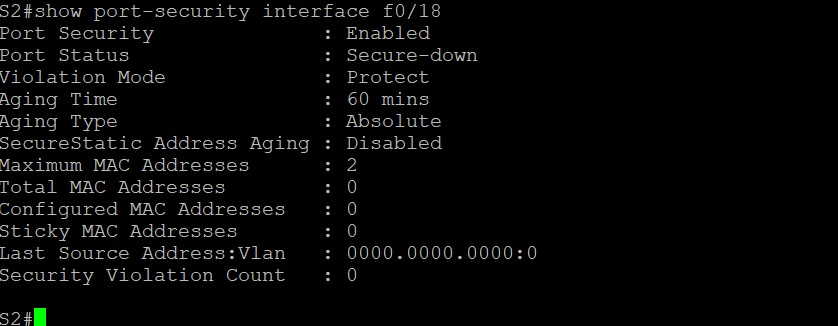 S2#show port-security interface f0/18
Port Security              : Enabled
Port Status                : Secure-down
Violation Mode             : Protect
Aging Time                 : 60 mins
Aging Type                 : Absolute
SecureStatic Address Aging : Disabled
Maximum MAC Addresses      : 2
Total MAC Addresses        : 0
Configured MAC Addresses   : 0
Sticky MAC Addresses       : 0
Last Source Address:Vlan   : 0000.0000.0000:0
Security Violation Count   : 0
S2#